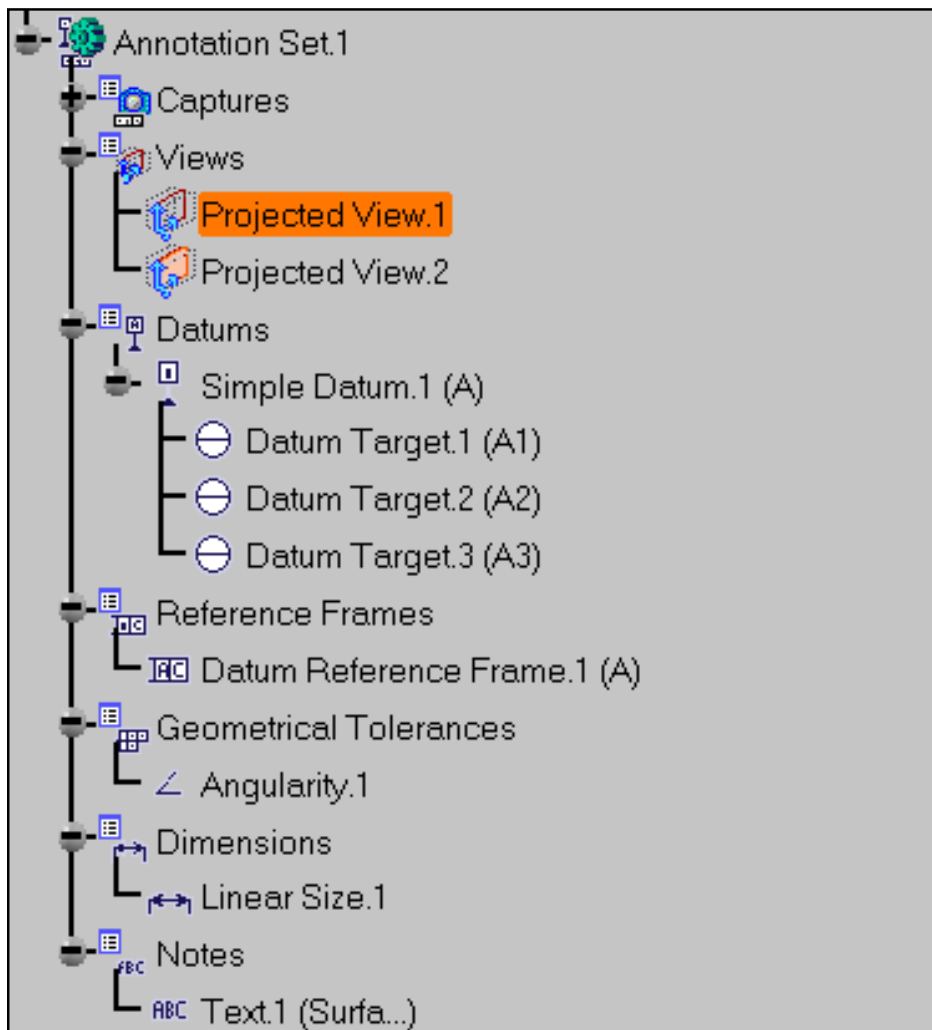 Annotation Set.1
Captures
Views
Projected View.1
Projected View.2
Datums
Simple Datum.1 (A)
Datum Target.1 (A1)
Datum Target.2 (A2)
Datum Target.3 (A3)
Reference Frames
Datum Reference Frame.1 (A)
Geometrical Tolerances
Angularity.1
Dimensions
Linear Size.1
Notes
ABC Text.1 (Surfa...)